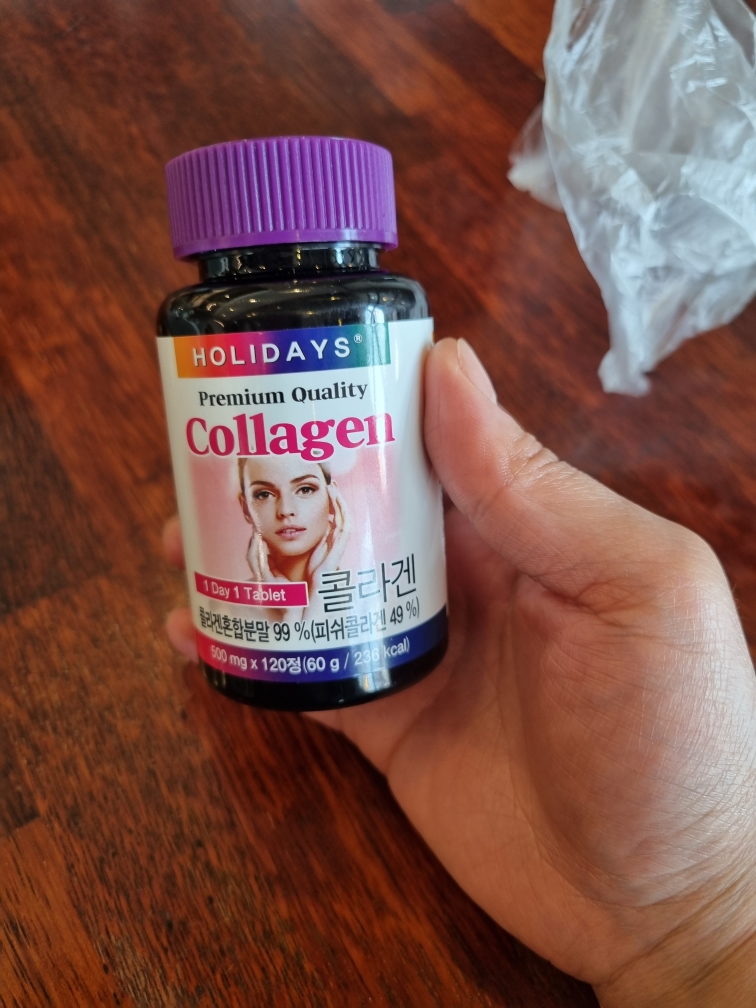 HOLIDAYS®
Premium Quality
Collagen
1 Day 1 Tablet
콜라겐
콜라겐혼합분말 99 %(피쉬콜라겐 49 %)
500 mg x 120정(60 g / 236 kcal)